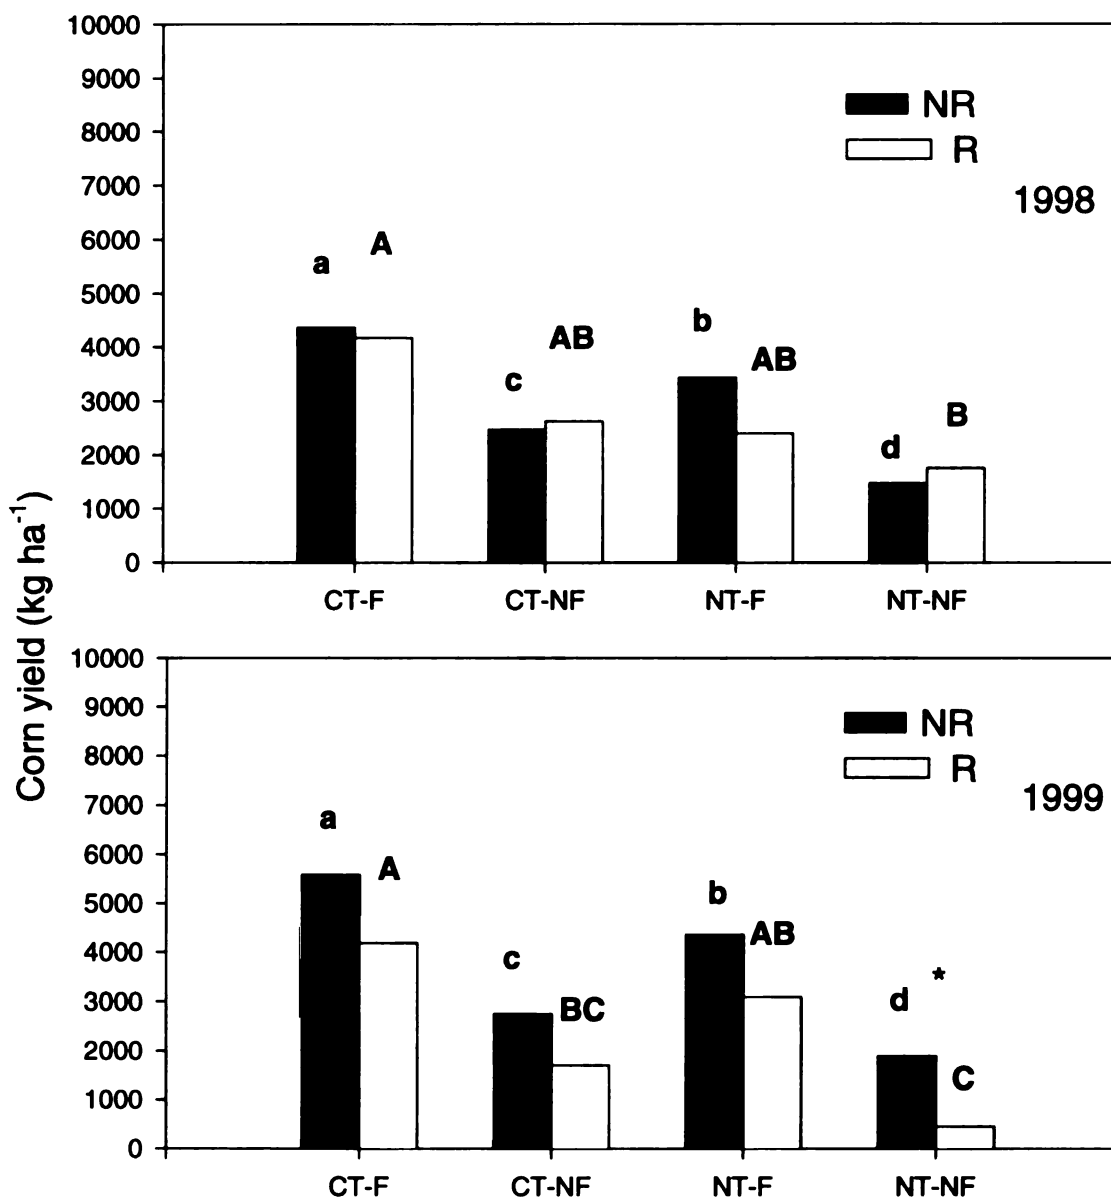 Corn yield (kg ha⁻¹)
10000
9000
8000
7000
6000
5000
4000
3000
2000
1000
0
NR
R
1998
a
A
c
AB
b
AB
d
B
CT-F
CT-NF
NT-F
NT-NF
10000
9000
8000
7000
6000
5000
4000
3000
2000
1000
0
NR
R
1999
a
A
c
BC
b
AB
d
*
C
CT-F
CT-NF
NT-F
NT-NF